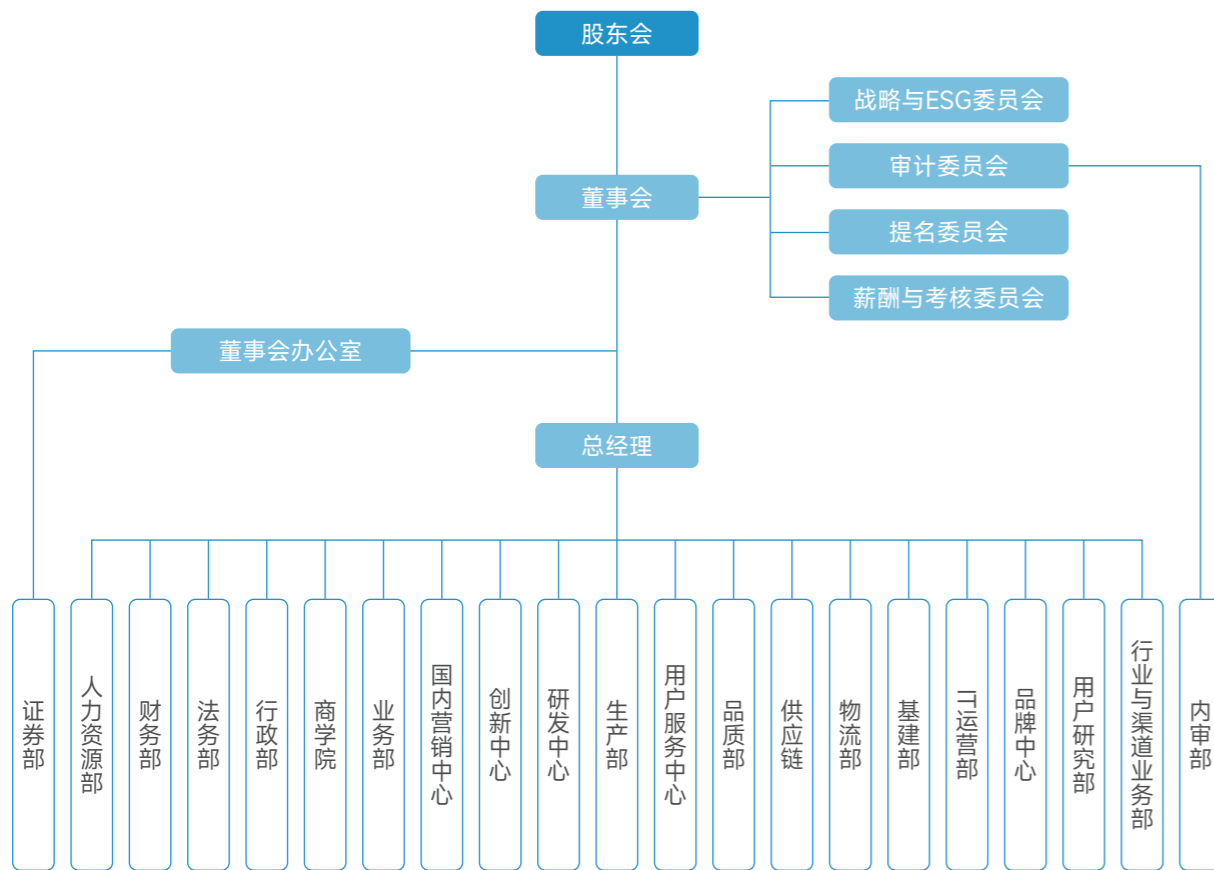 股东会
战略与ESG委员会
审计委员会
董事会
提名委员会
薪酬与考核委员会
董事会办公室
总经理
证券部
人力资源部
财务部
法务部
行政部
商学院
业务部
国内营销中心
创新中心
研发中心
生产部
用户服务中心
品质部
供应链
物流部
基建部
IT运营部
品牌中心
用户研究部
行业与渠道业务部
内审部